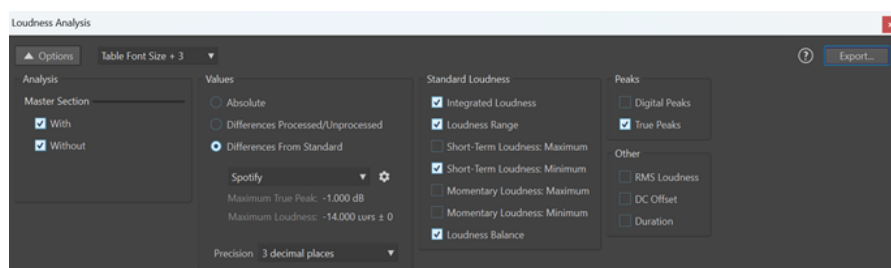 Loudness Analysis
Options
Table Font Size + 3
?
Export...
Analysis
Master Section
With
Without
Values
Absolute
Differences Processed/Unprocessed
Differences From Standard
Spotify
Maximum True Peak: -1.000 dB
Maximum Loudness: -14.000 LUFS ± 0
Precision 3 decimal places
Standard Loudness
Integrated Loudness
Loudness Range
Short-Term Loudness: Maximum
Short-Term Loudness: Minimum
Momentary Loudness: Maximum
Momentary Loudness: Minimum
Loudness Balance
Peaks
Digital Peaks
True Peaks
Other
RMS Loudness
DC Offset
Duration